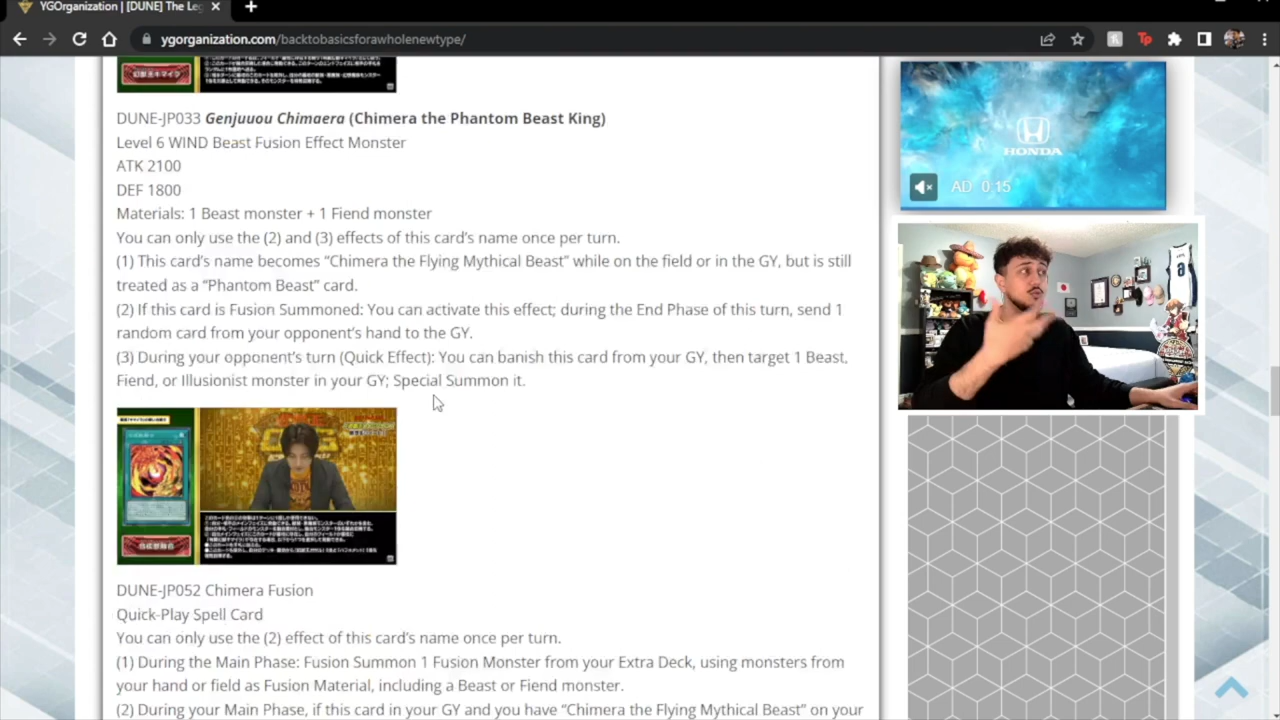 YGOrganization | [DUNE] The Leg
ygorganization.com/backtobasicsforawholenewtype/
幻獣王キマイラ
DUNE-JP033 Genjuuou Chimaera (Chimera the Phantom Beast King)
Level 6 WIND Beast Fusion Effect Monster
ATK 2100
DEF 1800
Materials: 1 Beast monster + 1 Fiend monster
You can only use the (2) and (3) effects of this card’s name once per turn.
(1) This card’s name becomes “Chimera the Flying Mythical Beast” while on the field or in the GY, but is still
treated as a “Phantom Beast” card.
(2) If this card is Fusion Summoned: You can activate this effect; during the End Phase of this turn, send 1
random card from your opponent’s hand to the GY.
(3) During your opponent’s turn (Quick Effect): You can banish this card from your GY, then target 1 Beast,
Fiend, or Illusionist monster in your GY; Special Summon it.
DUNE-JP052 Chimera Fusion
Quick-Play Spell Card
You can only use the (2) effect of this card’s name once per turn.
(1) During the Main Phase: Fusion Summon 1 Fusion Monster from your Extra Deck, using monsters from
your hand or field as Fusion Material, including a Beast or Fiend monster.
(2) During your Main Phase, if this card in your GY and you have “Chimera the Flying Mythical Beast” on your
HONDA
AD 0:15
Tp
8